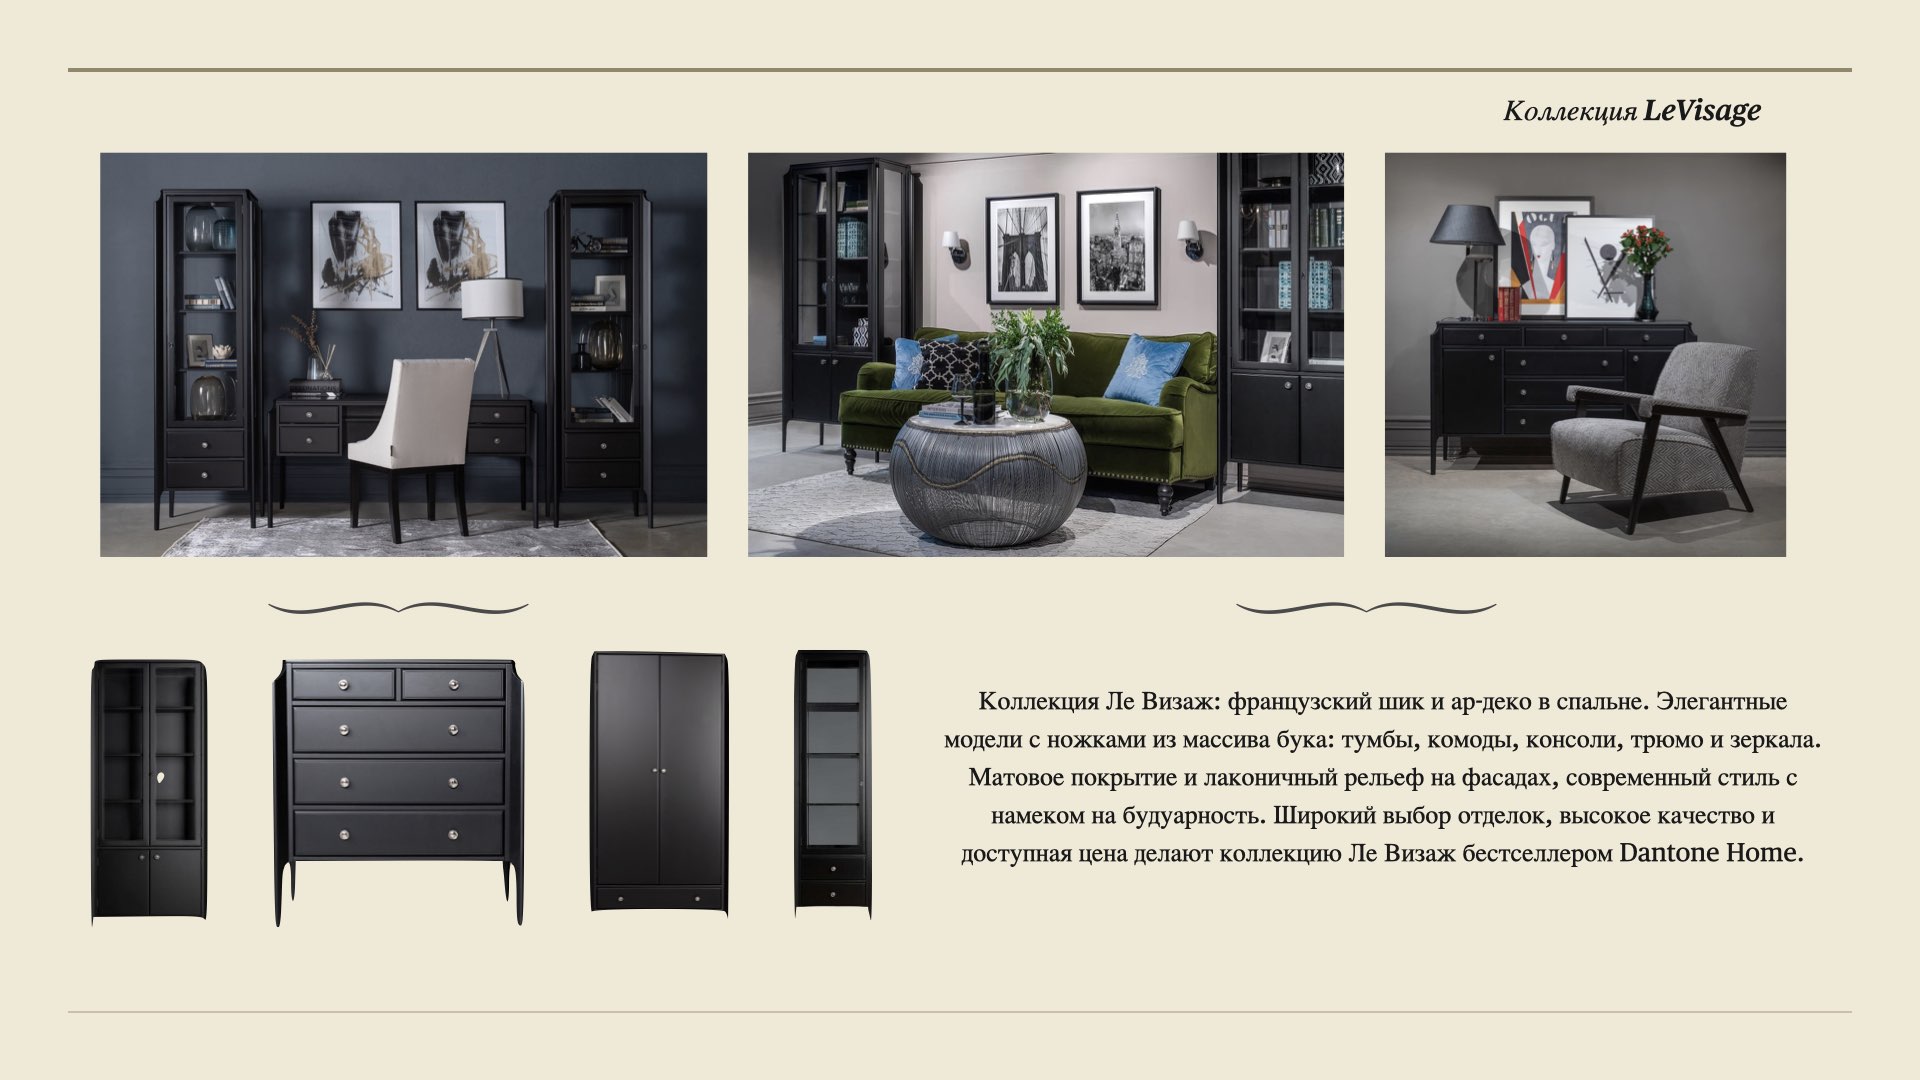 Коллекция LeVisage
VOGUE
Коллекция Ле Визаж: французский шик и ар-деко в спальне. Элегантные
модели с ножками из массива бука: тумбы, комоды, консоли, трюмо и зеркала.
Матовое покрытие и лаконичный рельеф на фасадах, современный стиль с
намеком на будуарность. Широкий выбор отделок, высокое качество и
доступная цена делают коллекцию Ле Визаж бестселлером Dantone Home.